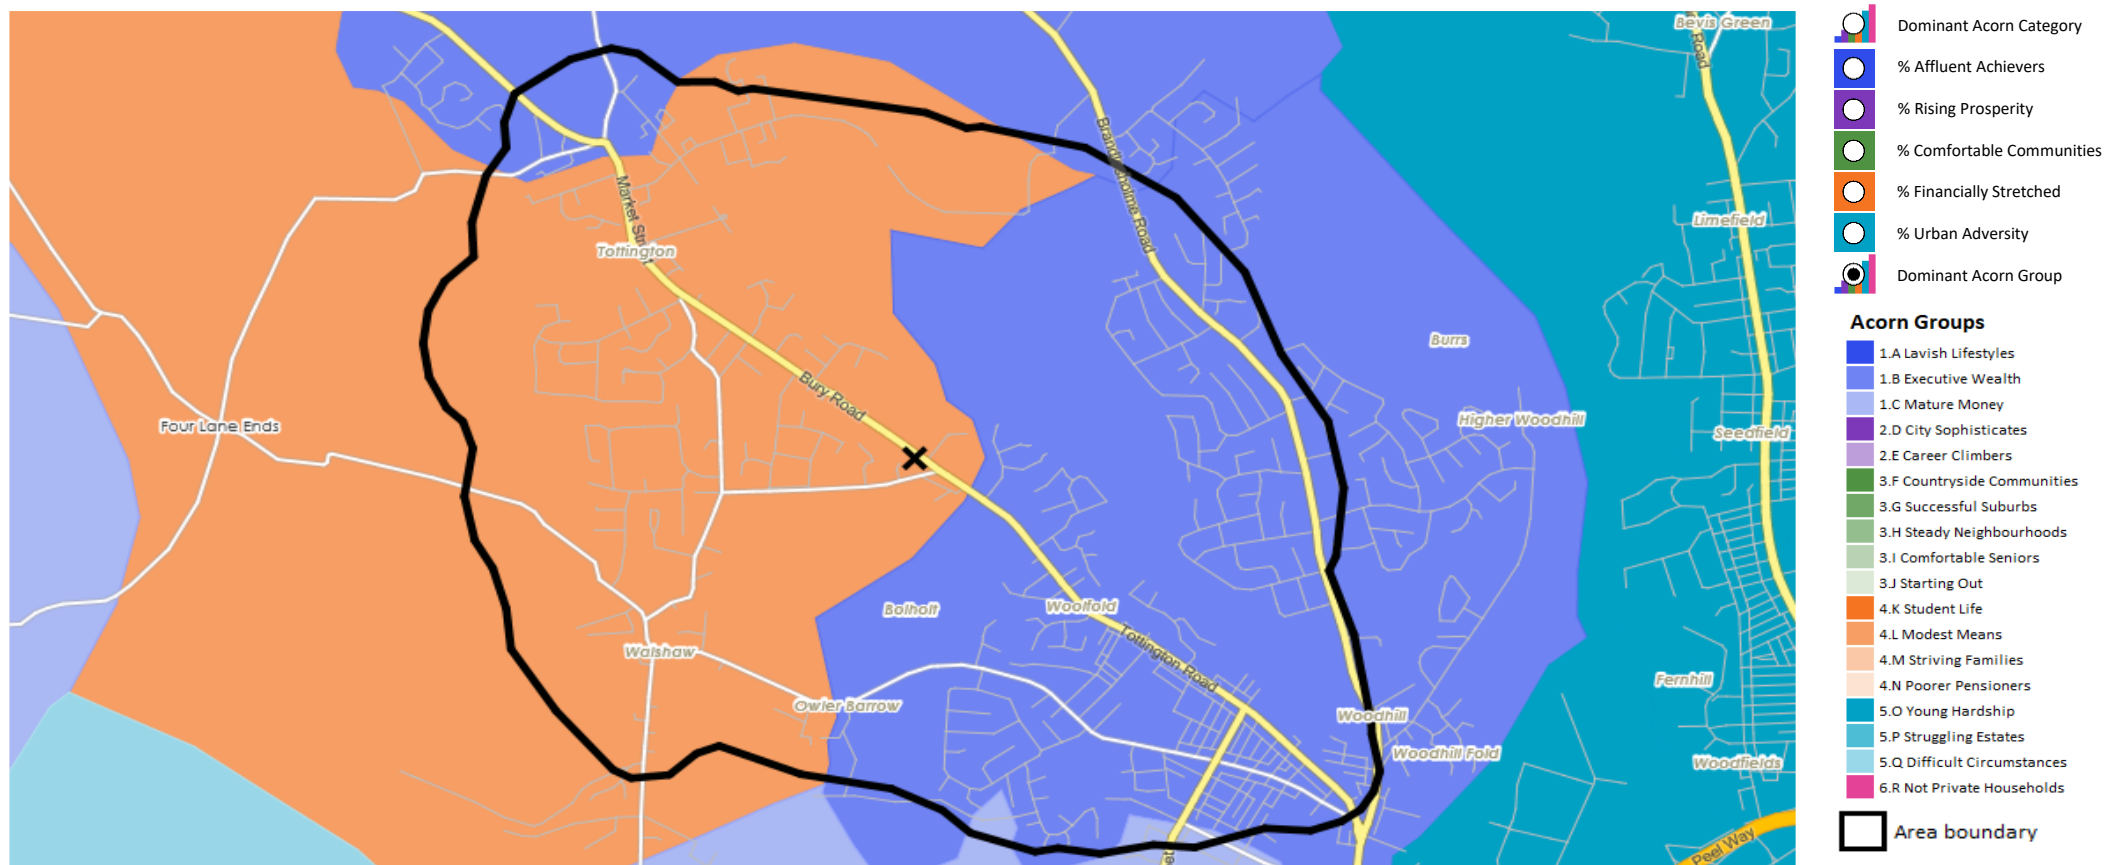 Bevis Green
Road
Brandlesholme Road
Market Street
Limefield
Tottington
Burrs
Bury Road
Four Lane Ends
Higher Woodhill
Seedfield
Bolholt
Woolfold
Tottington Road
Walshaw
Fernhill
Owler Barrow
Woodhill
Woodhill Fold
Woodfields
Peel Way
Dominant Acorn Category
% Affluent Achievers
% Rising Prosperity
% Comfortable Communities
% Financially Stretched
% Urban Adversity
Dominant Acorn Group
Acorn Groups
1.A Lavish Lifestyles
1.B Executive Wealth
1.C Mature Money
2.D City Sophisticates
2.E Career Climbers
3.F Countryside Communities
3.G Successful Suburbs
3.H Steady Neighbourhoods
3.I Comfortable Seniors
3.J Starting Out
4.K Student Life
4.L Modest Means
4.M Striving Families
4.N Poorer Pensioners
5.O Young Hardship
5.P Struggling Estates
5.Q Difficult Circumstances
6.R Not Private Households
Area boundary